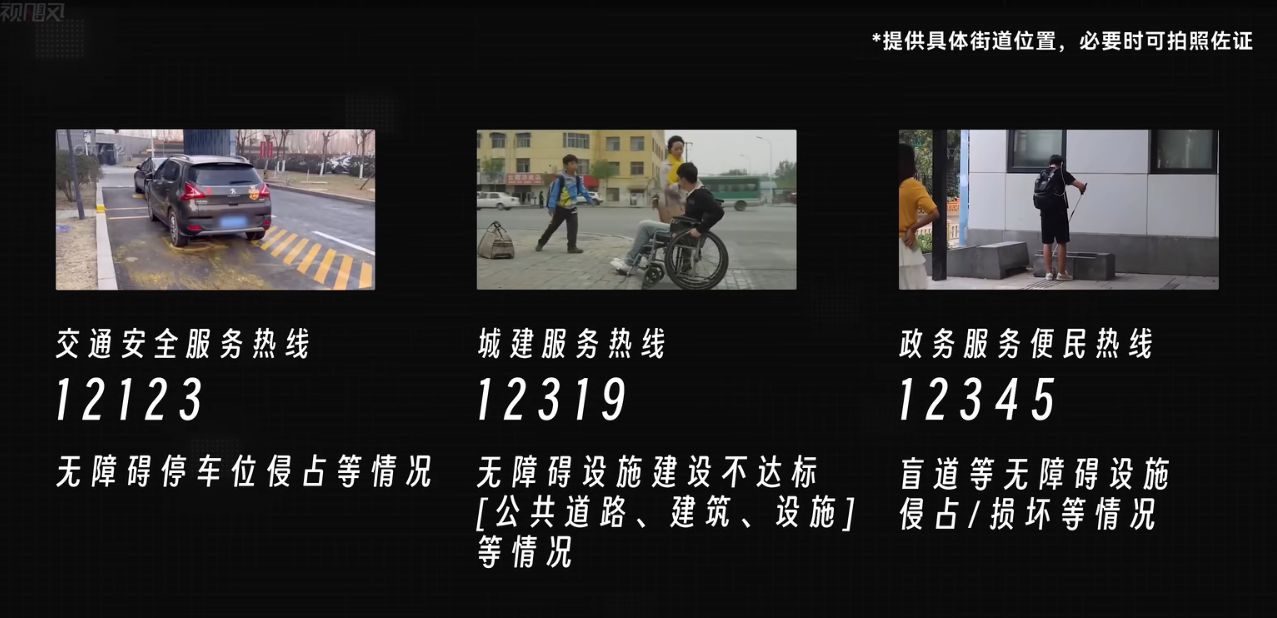 *提供具体街道位置，必要时可拍照佐证
交通安全服务热线
12123
无障碍停车位侵占等情况
城建服务热线
12319
无障碍设施建设不达标
[公共道路、建筑、设施]
等情况
政务服务便民热线
12345
盲道等无障碍设施
侵占/损坏等情况